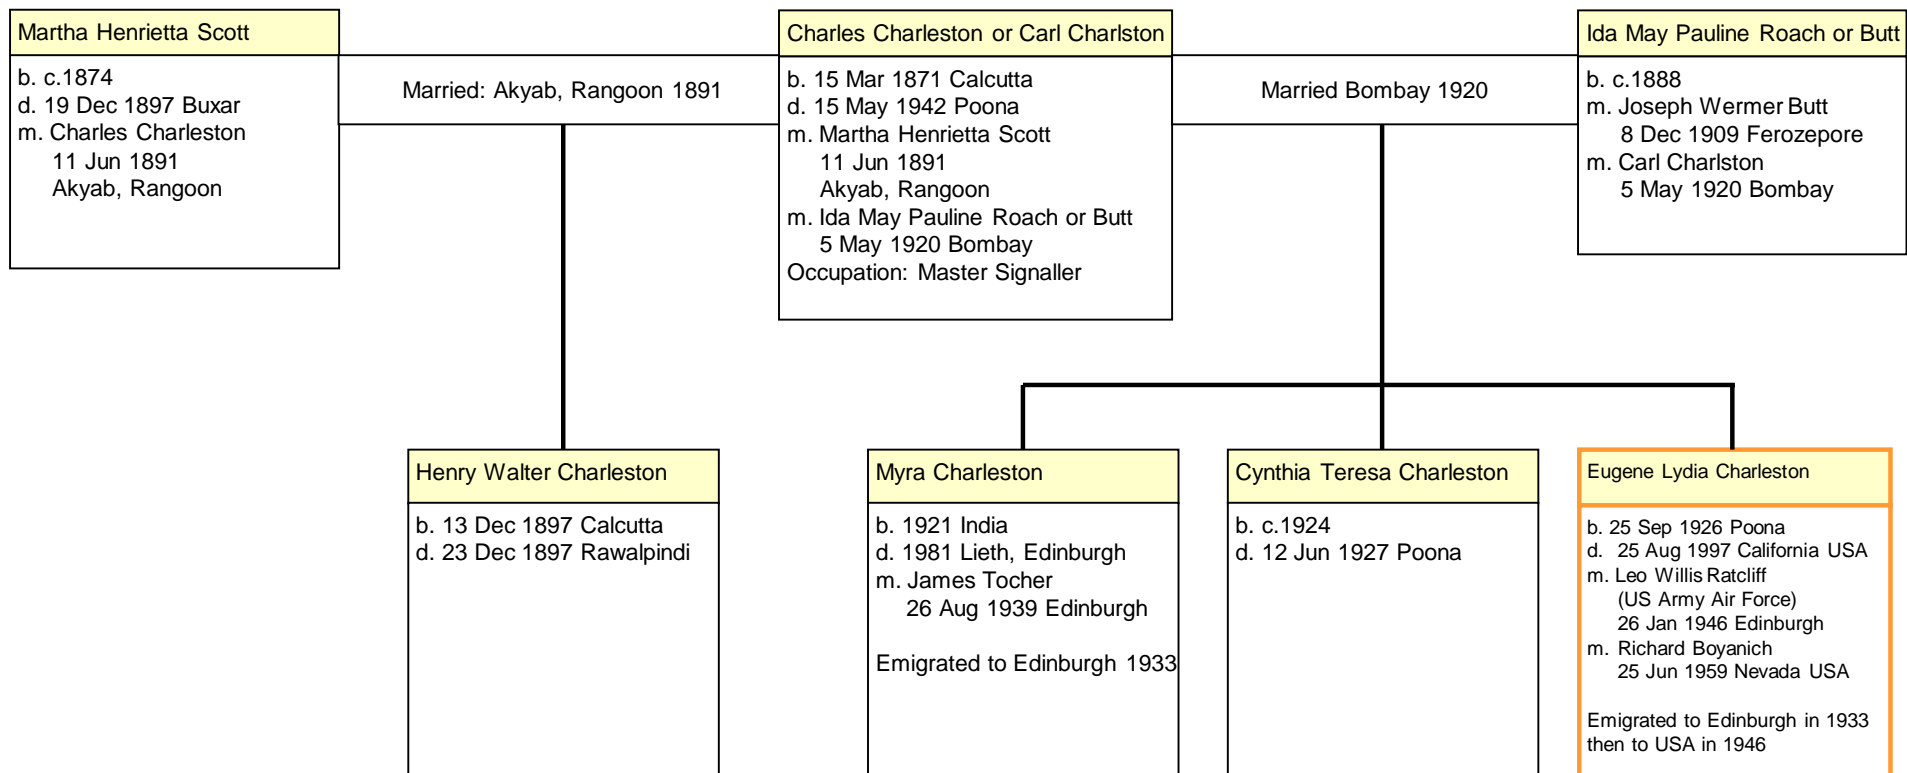 Martha Henrietta Scott
b. c.1874
d. 19 Dec 1897 Buxar
m. Charles Charleston
11 Jun 1891
Akyab, Rangoon
Married: Akyab, Rangoon 1891
Charles Charleston or Carl Charlston
b. 15 Mar 1871 Calcutta
d. 15 May 1942 Poona
m. Martha Henrietta Scott
11 Jun 1891
Akyab, Rangoon
m. Ida May Pauline Roach or Butt
5 May 1920 Bombay
Occupation: Master Signaller
Married Bombay 1920
Ida May Pauline Roach or Butt
b. c.1888
m. Joseph Wermer Butt
8 Dec 1909 Ferozepore
m. Carl Charlston
5 May 1920 Bombay
Henry Walter Charleston
b. 13 Dec 1897 Calcutta
d. 23 Dec 1897 Rawalpindi
Myra Charleston
b. 1921 India
d. 1981 Lieth, Edinburgh
m. James Tocher
26 Aug 1939 Edinburgh
Emigrated to Edinburgh 1933
Cynthia Teresa Charleston
b. c.1924
d. 12 Jun 1927 Poona
Eugene Lydia Charleston
b. 25 Sep 1926 Poona
d. 25 Aug 1997 California USA
m. Leo Willis Ratcliff
(US Army Air Force)
26 Jan 1946 Edinburgh
m. Richard Boyanich
25 Jun 1959 Nevada USA
Emigrated to Edinburgh in 1933
then to USA in 1946